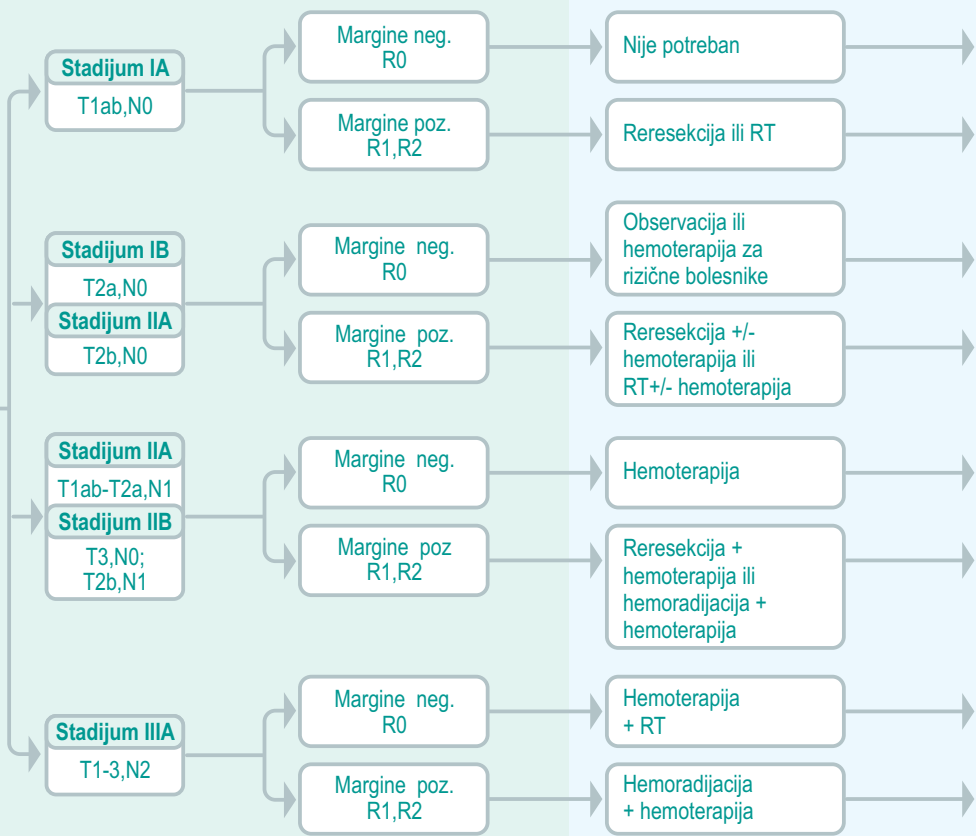 Stadijum IA
T1ab,N0
Margine neg.
R0
Nije potreban
Margine poz.
R1,R2
Reresekcija ili RT
Stadijum IB
T2a,N0
Stadijum IIA
T2b,N0
Margine neg.
R0
Observacija ili
hemoterapija za
rizične bolesnike
Margine poz.
R1,R2
Reresekcija +/-
hemoterapija ili
RT+/- hemoterapija
Stadijum IIA
T1ab-T2a,N1
Stadijum IIB
T3,N0;
T2b,N1
Margine neg.
R0
Hemoterapija
Margine poz
R1,R2
Reresekcija +
hemoterapija ili
hemoradijacija +
hemoterapija
Stadijum IIIA
T1-3,N2
Margine neg.
R0
Hemoterapija
+ RT
Margine poz.
R1,R2
Hemoradijacija
+ hemoterapija